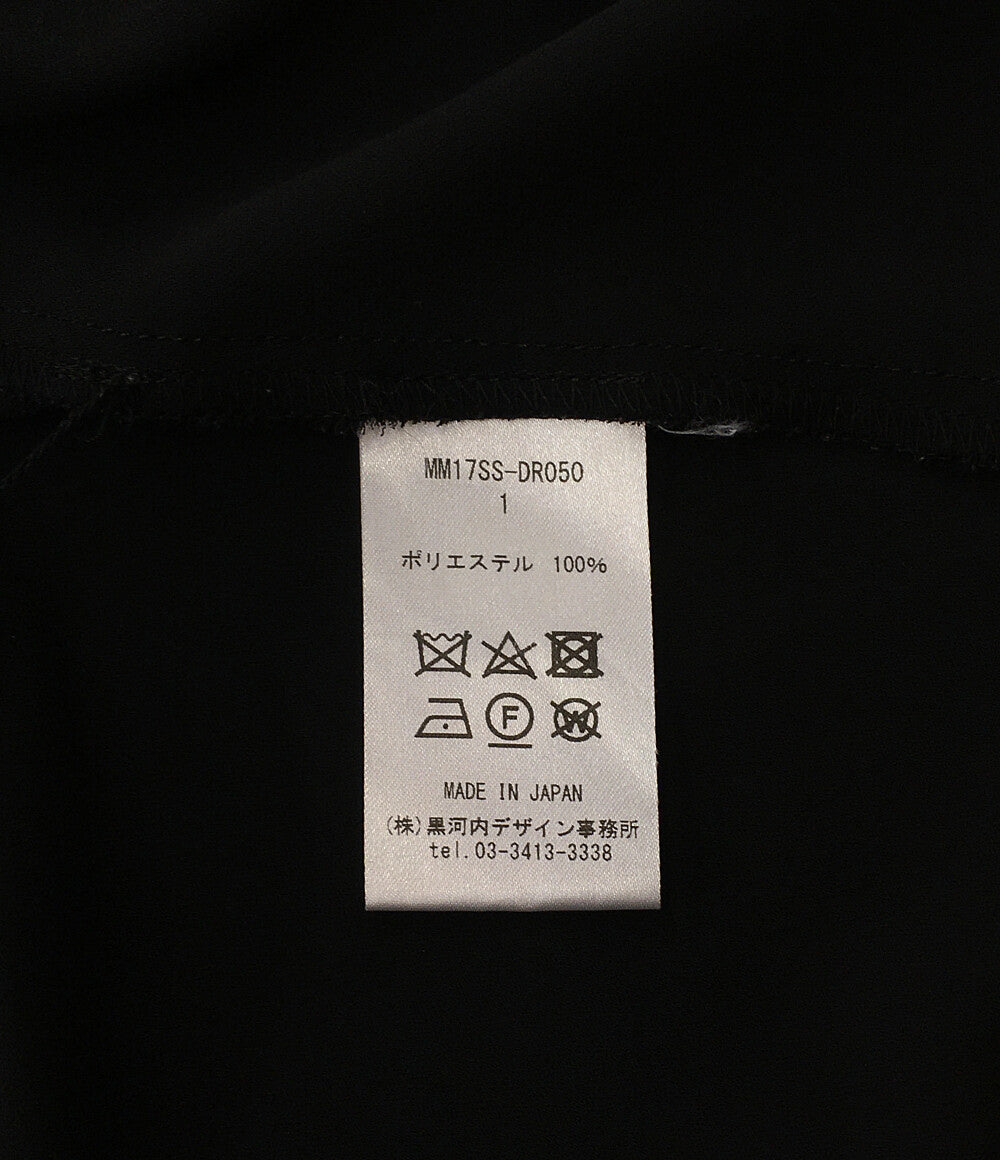 MM17SS-DR050
1
ポリエステル 100%
F
W
MADE IN JAPAN
(株)黒河内デザイン事務所
tel.03-3413-3338